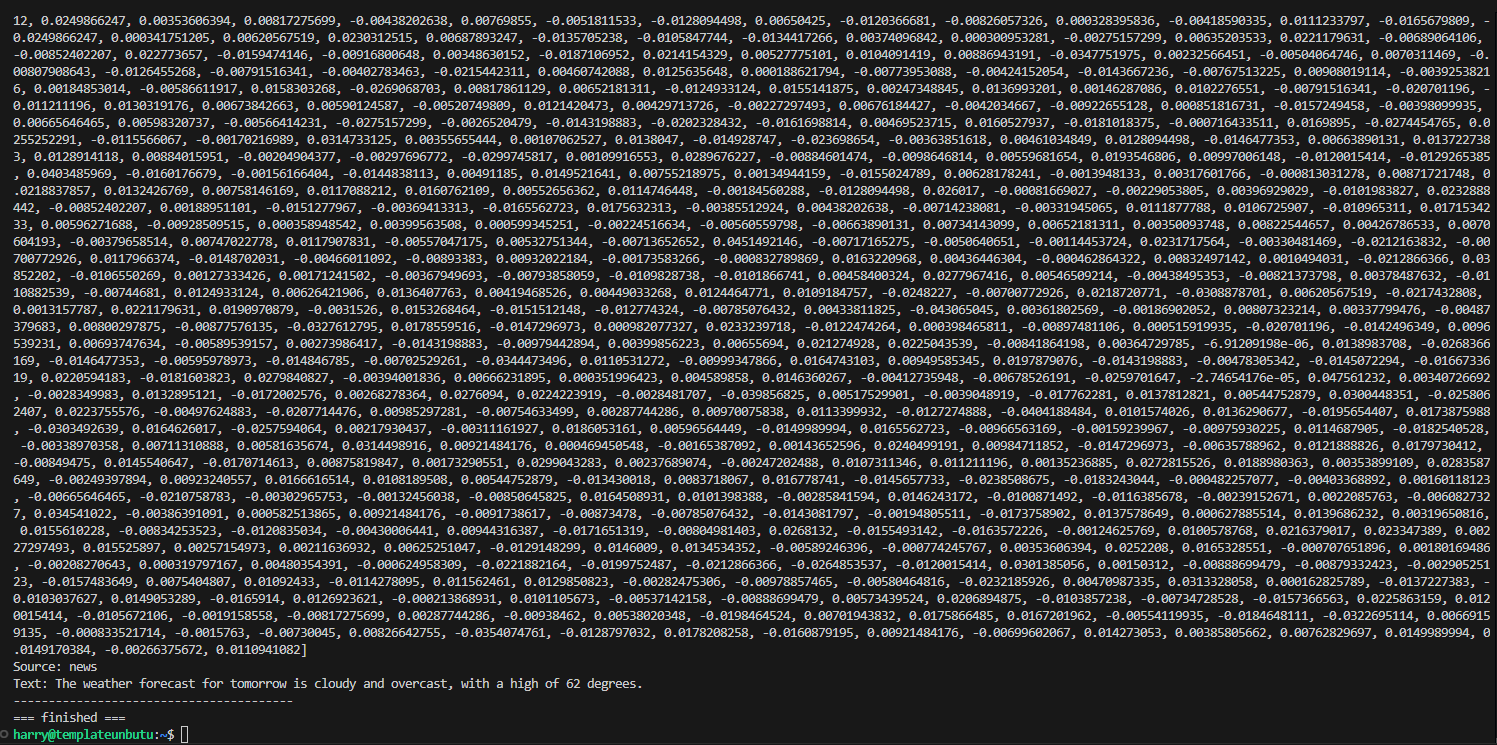 12, 0.0249866247, 0.00353606394, 0.00817275699, -0.00438202638, 0.00769855, -0.0051811533, -0.0128094498, 0.00650425, -0.0120366681, -0.00826057326, 0.000328395836, -0.00418590335, 0.0111233797, -0.0165679809, -
0.0249866247, 0.000341751205, 0.00620567519, 0.0230312515, 0.00687893247, -0.0135705238, -0.0105847744, -0.0134417266, 0.00374096842, 0.000300953281, -0.00275157299, 0.00635203533, 0.0221179631, -0.00689064106,
-0.00852402207, 0.022773657, -0.0159474146, -0.00916800648, 0.00348630152, -0.0187106952, 0.0214154329, 0.00527775101, 0.0104091419, 0.00886943191, -0.0347751975, 0.00232566451, -0.00504064746, 0.0070311469, -0.
00807908643, -0.0126455268, -0.00791516341, -0.00402783463, -0.0215442311, 0.00460742088, 0.0125635648, 0.000188621794, -0.00773953088, -0.00424152054, -0.0143667236, -0.00767513225, 0.00908019114, -0.0039253821
6, 0.00184853014, -0.00586611917, 0.0158303268, -0.0269068703, 0.00817861129, 0.00652181311, -0.0124933124, 0.0155141875, 0.00247348845, 0.0136993201, 0.00146287086, 0.0102276551, -0.00791516341, -0.020701196, -
0.011211196, 0.0130319176, 0.00673842663, 0.00590124587, -0.00520749809, 0.0121420473, 0.00429713726, -0.00227297493, 0.00676184427, -0.0042034667, -0.00922655128, 0.000851816731, -0.0157249458, -0.00398099935,
0.00665646465, 0.00598320737, -0.00566414231, -0.0275157299, -0.0026520479, -0.0143198883, -0.0202328432, -0.0161698814, 0.00469523715, 0.0160527937, -0.0181018375, -0.000716433511, 0.0169895, -0.0274454765, 0.0
255252291, -0.0115566067, -0.00170216989, 0.0314733125, 0.00355655444, 0.00107062527, 0.0138047, -0.014928747, -0.023698654, -0.00363851618, 0.00461034849, 0.0128094498, -0.0146477353, 0.00663890131, 0.013722738
3, 0.0128914118, 0.00884015951, -0.00204904377, -0.00297696772, -0.0299745817, 0.00109916553, 0.0289676227, -0.00884601474, -0.0098646814, 0.00559681654, 0.0193546806, 0.00997006148, -0.0120015414, -0.0129265385
, 0.0403485969, -0.0160176679, -0.00156166404, -0.0144838113, 0.00491185, 0.0149521641, 0.00755218975, 0.00134944159, -0.0155024789, 0.00628178241, -0.013948133, 0.00317601766, -0.000813031278, 0.00871721748, 0
.0218837857, 0.0132426769, 0.00758146169, 0.0117088212, 0.0160762109, 0.00552656362, 0.0114746448, -0.00184560288, -0.0128094498, 0.026017, -0.00081669027, -0.00229053805, 0.00396929029, -0.0101983827, 0.0232888
442, -0.00852402207, 0.00188951101, -0.0151277967, -0.00369413313, -0.0165562723, 0.0175632313, -0.00385512924, 0.00438202638, -0.00714238081, -0.00331945065, 0.0111877788, 0.0106725907, -0.010965311, 0.01715342
33, 0.00596271688, -0.00928509515, 0.000358948542, 0.00399563508, 0.000599345251, -0.00224516634, -0.00560559798, -0.00663890131, 0.00734143099, 0.00652181311, 0.00350093748, 0.00822544657, 0.00426786533, 0.0070
604193, -0.00379658514, 0.00747022778, 0.0117907831, -0.00557047175, 0.00532751344, -0.00713652652, 0.0451492146, -0.00717165275, -0.0050640651, -0.00114453724, 0.0231717564, -0.00330481469, -0.0212163832, -0.00
700772926, 0.0117966374, -0.0148702031, -0.00466011092, -0.00893383, 0.00932022184, -0.00173583266, -0.000832789869, 0.0163220968, 0.00436446304, -0.000462864322, 0.00832497142, 0.0010494031, -0.0212866366, 0.03
852202, -0.0106550269, 0.00127333426, 0.00171241502, -0.00367949693, -0.00793858059, -0.0109828738, -0.0101866741, 0.00458400324, 0.0277967416, 0.00546509214, -0.00438495353, -0.00821373798, 0.00378487632, -0.0
110882539, -0.00744681, 0.0124933124, 0.00626421906, 0.0136407763, 0.00419468526, 0.00449033268, 0.0124464771, 0.0109184757, -0.0248227, -0.00700772926, 0.0218720771, -0.0308878701, 0.00620567519, -0.0217432808,
0.0013157787, 0.0221179631, 0.0190970879, -0.0031526, 0.0153268464, -0.0151512148, -0.012774324, -0.00785076432, 0.00433811825, -0.043065045, 0.00361802569, -0.00186902052, 0.00807323214, 0.00337799476, -0.00487
379683, 0.00800297875, -0.00877576135, -0.0327612795, 0.0178559516, -0.0147296973, 0.000982077327, 0.0233239718, -0.0122474264, 0.000398465811, -0.00897481106, 0.000515919935, -0.020701196, -0.0142496349, 0.0096
539231, 0.00693747634, -0.00589539157, 0.00273986417, -0.0143198883, -0.00979442894, 0.00399856223, 0.00655694, 0.021274928, 0.0225043539, -0.00841864198, 0.00364729785, -6.91209198e-06, 0.0138983708, -0.0268366
169, -0.0146477353, -0.00595978973, -0.014846785, -0.00702529261, -0.0344473496, 0.0110531272, -0.00999347866, 0.0164743103, 0.00949585345, 0.0197879076, -0.0143198883, -0.00478305342, -0.0145072294, -0.01667336
19, 0.0220594183, -0.0181603823, 0.0279840827, -0.00394001836, 0.00666231895, 0.000351996423, 0.004589858, 0.0146360267, -0.00412735948, -0.00678526191, -0.0259701647, -2.74654176e-05, 0.047561232, 0.00340726692
, -0.0028349983, 0.0132895121, -0.0172002576, 0.00268278364, 0.0276094, 0.0224223919, -0.0028481707, -0.039856825, 0.00517529901, -0.0039048919, -0.017762281, 0.0137812821, 0.00544752879, 0.0300448351, -0.025806
2407, 0.0223755576, -0.00497624883, -0.0207714476, 0.00985297281, -0.00754633499, 0.00287744286, 0.00970075838, 0.0113399932, -0.0127274888, -0.0404188484, 0.0101574026, 0.0136290677, -0.0195654407, 0.0173875988
, -0.0303492639, 0.0164626017, -0.0257594064, 0.00217930437, -0.00311161927, 0.0186053161, 0.00596564449, -0.0149989994, 0.0165562723, -0.00966563169, -0.00159239967, -0.00975930225, 0.0114687905, -0.0182540528,
-0.00338970358, 0.00711310888, 0.00581635674, 0.0314498916, 0.00921484176, 0.000469450548, -0.00165387092, 0.00143652596, 0.0240499191, 0.00984711852, -0.0147296973, -0.00635788962, 0.0121888826, 0.0179730412,
-0.00849475, 0.0145540647, -0.0170714613, 0.00875819847, 0.00173290551, 0.0299043283, 0.00237689074, -0.00247202488, 0.0107311346, 0.011211196, 0.00135236885, 0.0272815526, 0.0188980363, 0.00353899109, 0.0283587
649, -0.00249397894, 0.00923240557, 0.0166616514, 0.0108189508, 0.00544752879, -0.013430018, 0.0083718067, 0.016778741, -0.0145657733, -0.0238508675, -0.0183243044, -0.00482257077, -0.00403368892, 0.00160118123
, -0.00665646465, -0.0210758783, -0.00302965753, -0.00132456038, -0.00850645825, 0.0164508931, 0.0101398388, -0.00285841594, 0.0146243172, -0.0100871492, -0.0116385678, -0.00239152671, 0.0022085763, -0.006082732
7, 0.034541022, -0.00386391091, 0.000582513865, 0.00921484176, -0.0091738617, -0.00873478, -0.00785076432, -0.0143081797, -0.00194805511, -0.0173758902, 0.0137578649, 0.000627885514, 0.0139686232, 0.00319650816,
0.0155610228, -0.00834253523, -0.0120835034, -0.00430006441, 0.00944316387, -0.0171651319, -0.00804981403, 0.0268132, -0.0155493142, -0.0163572226, -0.00124625769, 0.0100578768, 0.0216379017, 0.023347389, 0.002
27297493, 0.015525897, 0.00257154973, 0.00211636932, 0.00625251047, -0.0129148299, 0.0146009, 0.0134534352, -0.00589246396, -0.000774245767, 0.00353606394, 0.0252208, 0.0165328551, -0.000707651896, 0.00180169486
, -0.00208270643, 0.000319797167, 0.00480354391, -0.000624958309, -0.0221882164, -0.0199752487, -0.0212866366, -0.0264853537, -0.0120015414, 0.0301385056, 0.00150312, -0.00888699479, -0.00879332423, -0.002905251
23, -0.0157483649, 0.0075404807, 0.01092433, -0.0114278095, 0.011562461, 0.0129850823, -0.00282475306, -0.00978857465, -0.00580464816, -0.0232185926, 0.00470987335, 0.0313328058, 0.000162825789, -0.0137227383, -
0.0103037627, 0.0149053289, -0.0165914, 0.0126923621, -0.000213868931, 0.0101105673, -0.00537142158, -0.00888699479, 0.00573439524, 0.0206894875, -0.0103857238, -0.00734728528, -0.0157366563, 0.0225863159, 0.012
0015414, -0.0105672106, -0.0019158558, -0.00817275699, 0.00287744286, -0.00938462, 0.00538020348, -0.0198464524, 0.00701943832, 0.0175866485, 0.0167201962, -0.00554119935, -0.0184648111, -0.0322695114, 0.0066915
9135, -0.000833521714, -0.0015763, -0.00730045, 0.00826642755, -0.0354074761, -0.0128797032, 0.0178208258, -0.0160879195, 0.00921484176, -0.00699602067, 0.014273053, 0.00385805662, 0.00762829697, 0.0149989994, 0
.0149170384, -0.00266375672, 0.0110941082]
Source: news
Text: The weather forecast for tomorrow is cloudy and overcast, with a high of 62 degrees.
----------------------------------------
=== finished ===
harry@templateunbutu:~$